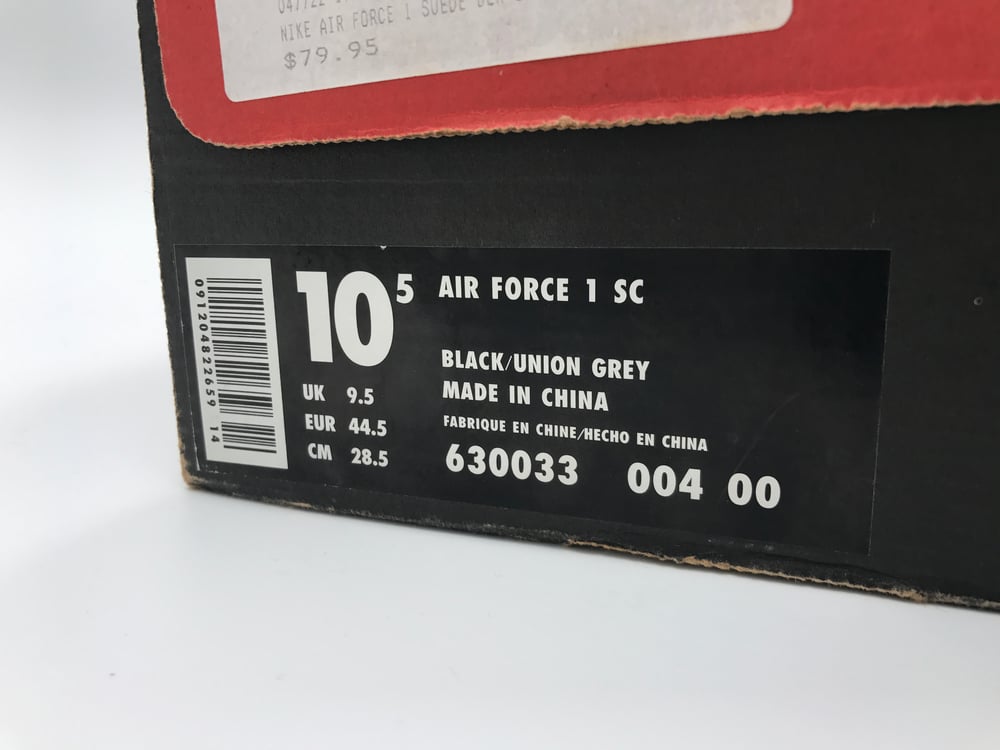 NIKE AIR FORCE 1 SUEDE
$79.95
091204822659 14
10 5 AIR FORCE 1 SC
BLACK/UNION GREY
UK 9.5
MADE IN CHINA
EUR 44.5
FABRIQUE EN CHINE/HECHO EN CHINA
CM 28.5
630033 004 00